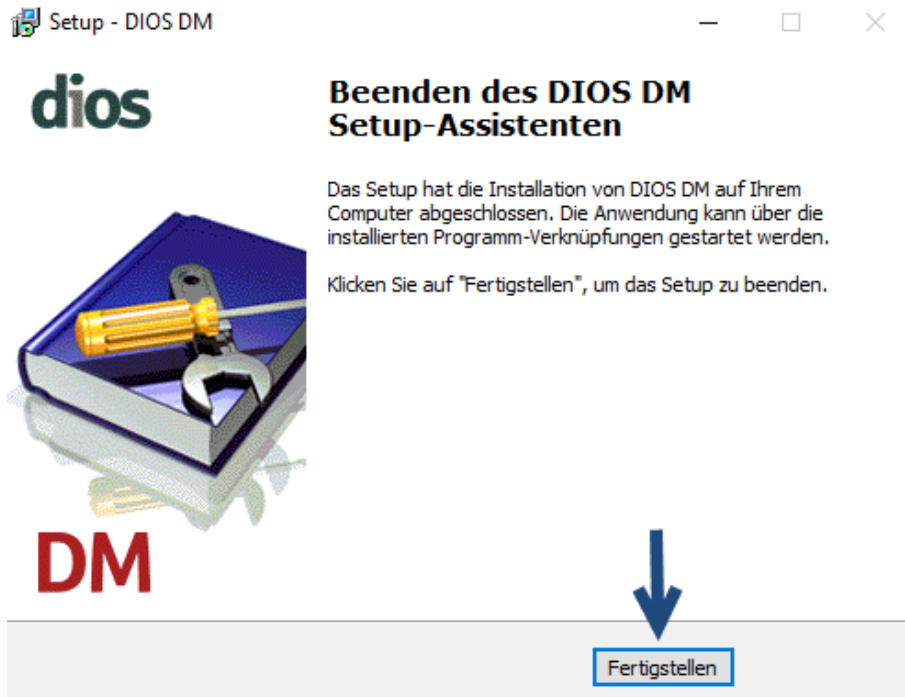 Setup - DIOS DM
dios
Beenden des DIOS DM
Setup-Assistenten
Das Setup hat die Installation von DIOS DM auf Ihrem
Computer abgeschlossen. Die Anwendung kann über die
installierten Programm-Verknüpfungen gestartet werden.
Klicken Sie auf "Fertigstellen", um das Setup zu beenden.
DM
Fertigstellen